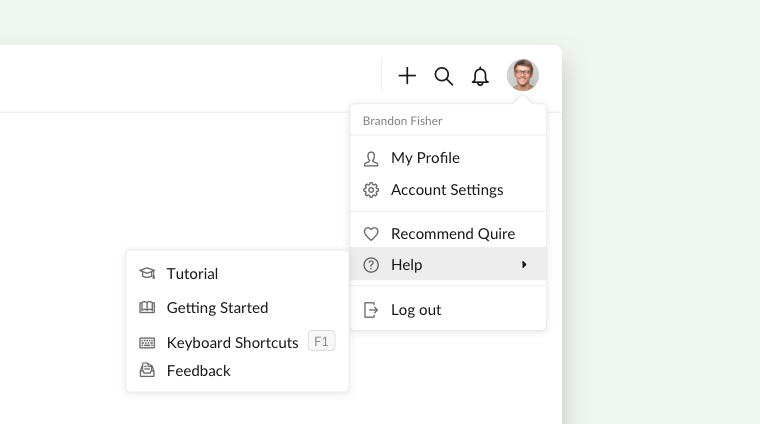 Brandon Fisher
My Profile
Account Settings
Recommend Quire
Help
Log out
Tutorial
Getting Started
Keyboard Shortcuts F1
Feedback